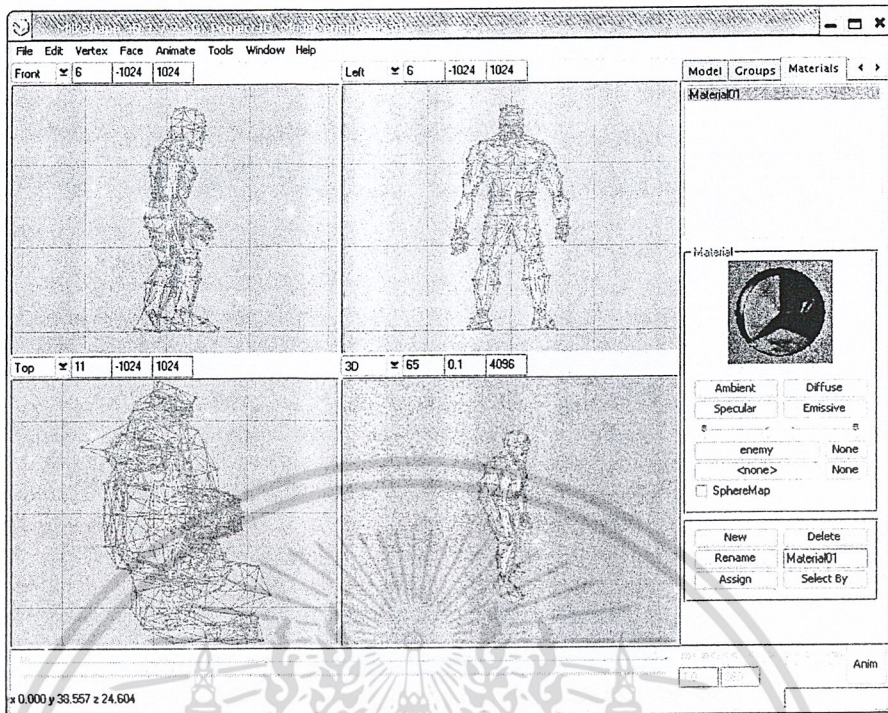 File Edit Vertex Face Animate Tools Window Help
Front 6 -1024 1024
Left 6 -1024 1024
Model Groups Materials
Material01
Material
Top 11 -1024 1024
3D 65 0.1 4096
Ambient Diffuse
Specular Emissive
enemy None
<none> None
SphereMap
New Delete
Rename Material01
Assign Select By
Anim
x 0.000 y 38.557 z 24.604